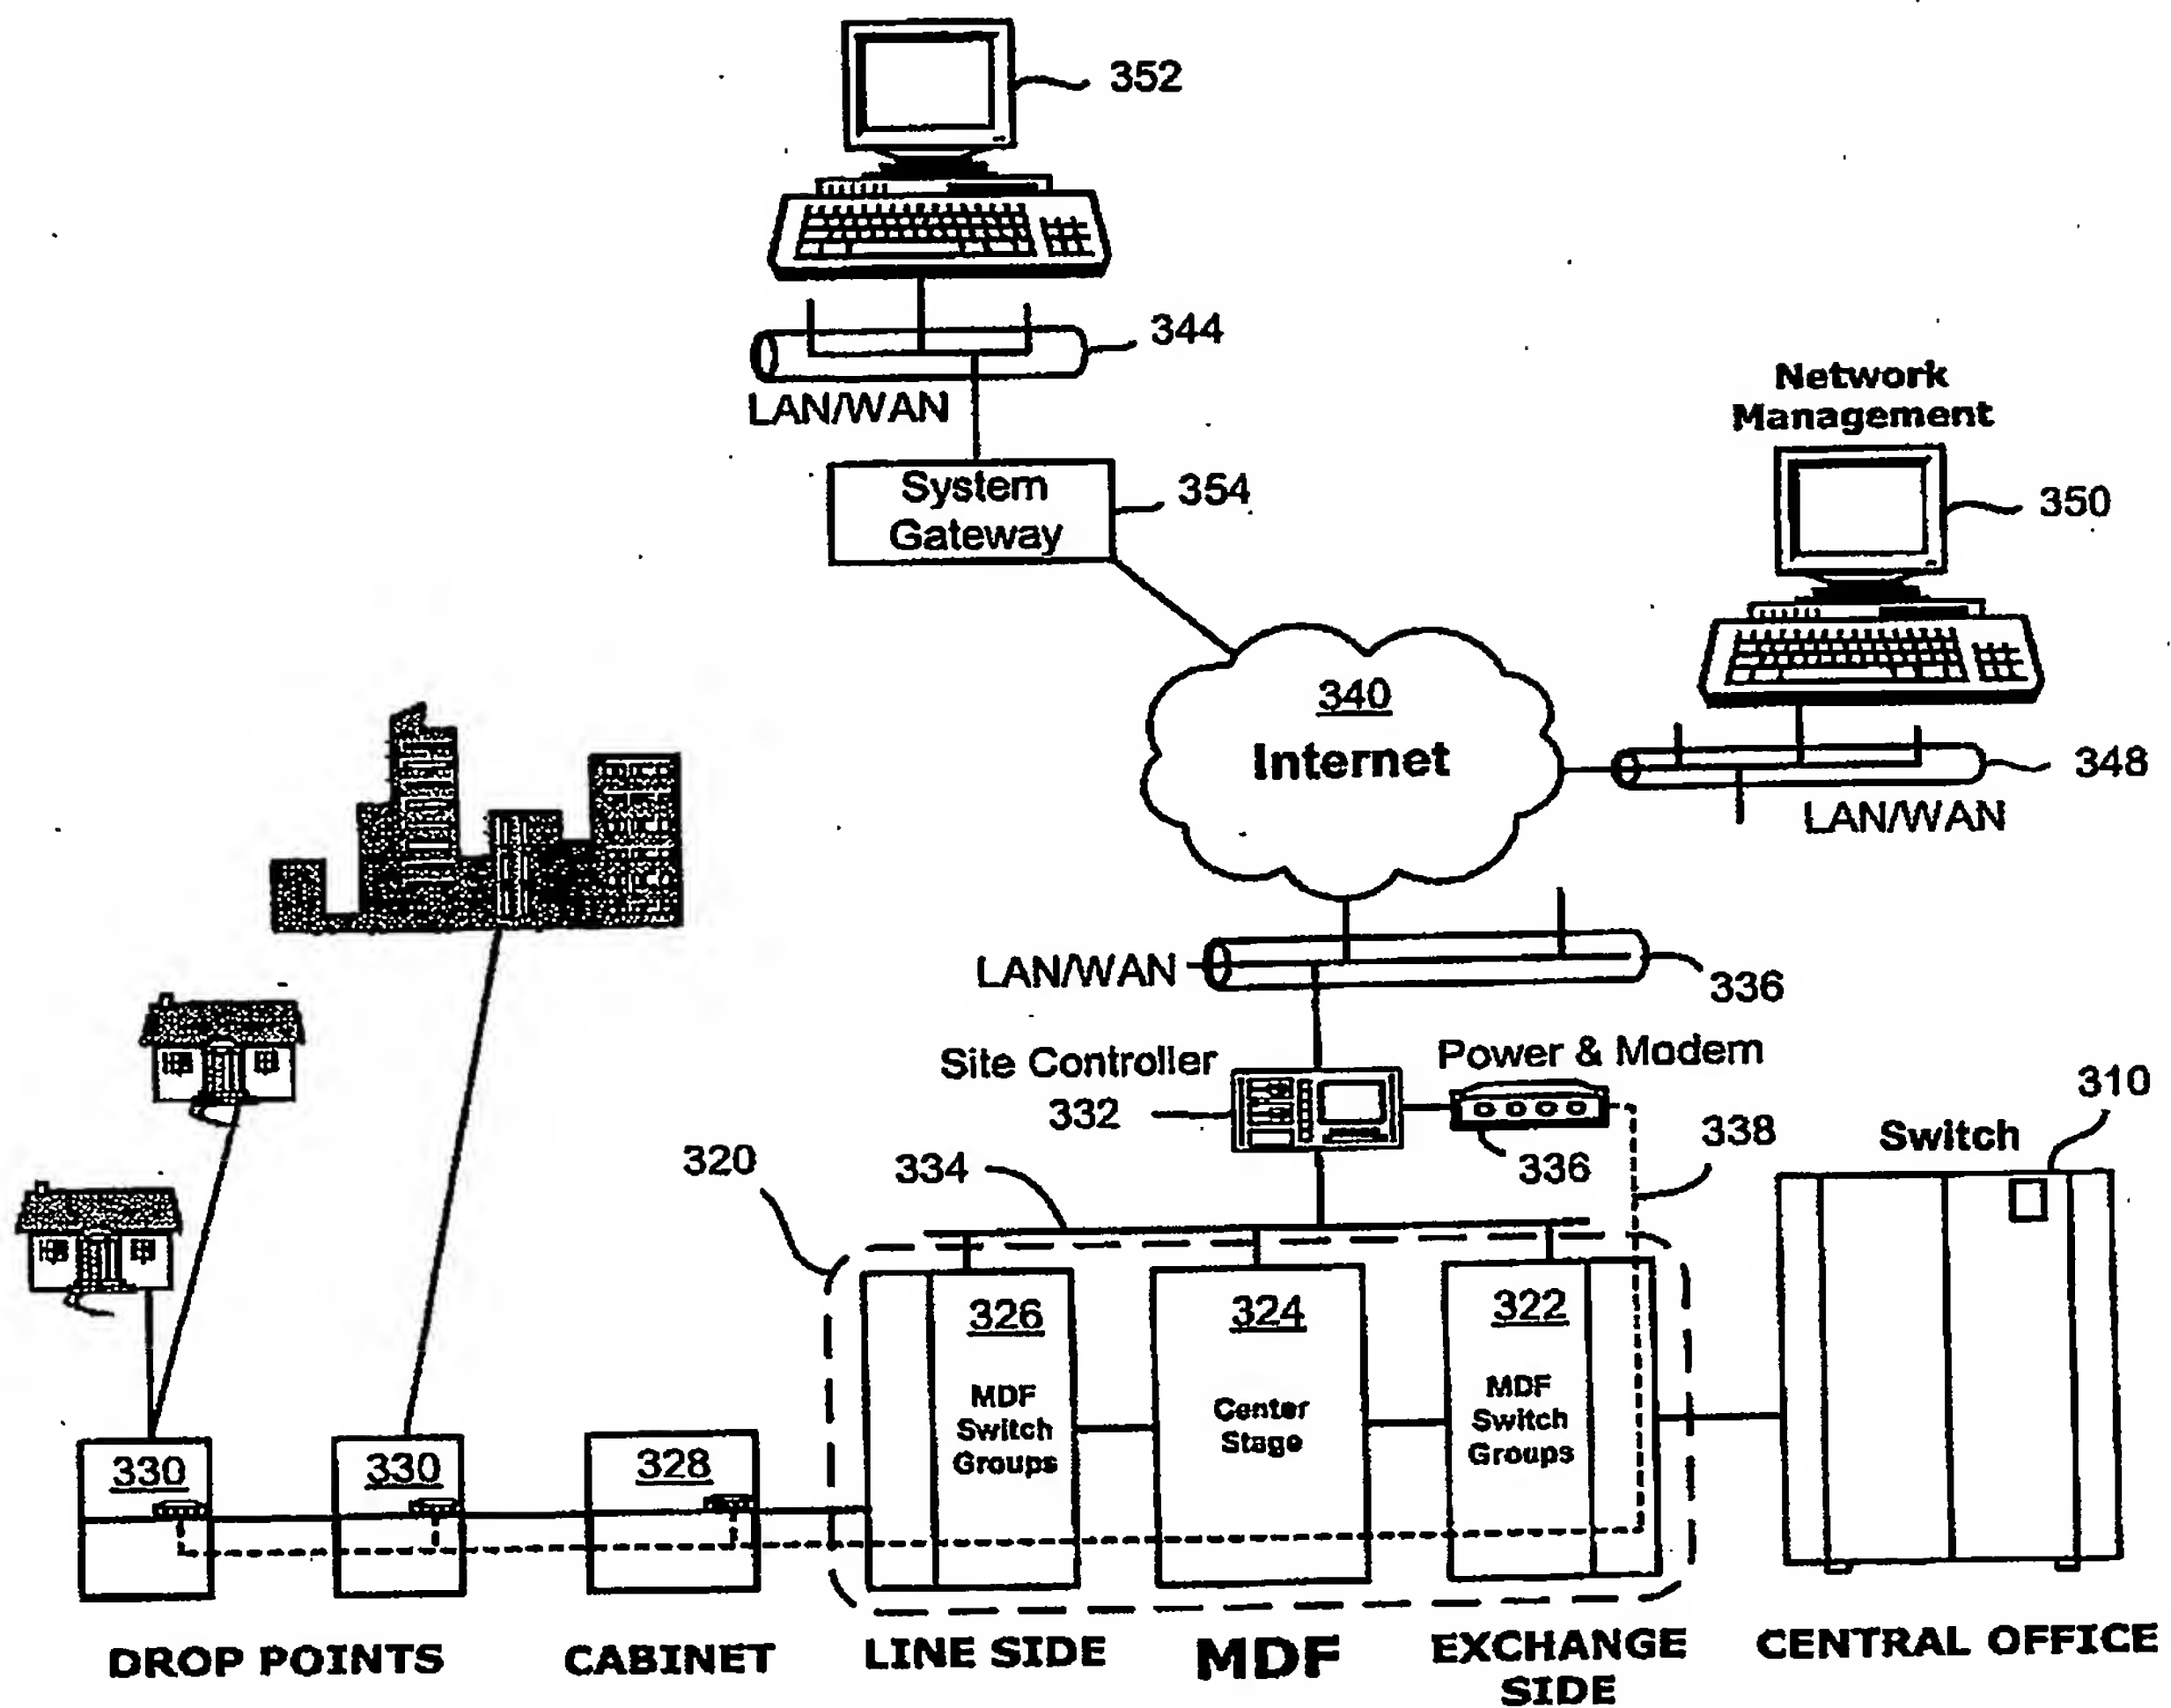 352
344
LAN/WAN
Network
Management
System
Gateway
354
350
340
Internet
348
LAN/WAN
LAN/WAN
336
Site Controller
332
Power & Modem
336
338
310
Switch
320
334
326
MDF
Switch
Groups
324
Center
Stage
322
MDF
Switch
Groups
330
330
328
DROP POINTS
CABINET
LINE SIDE
MDF
EXCHANGE
SIDE
CENTRAL OFFICE